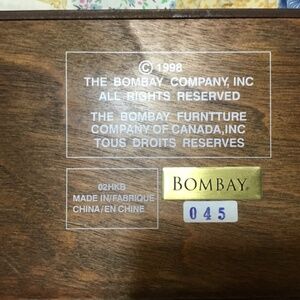 © 1998
THE BOMBAY COMPANY, INC
ALL RIGHTS RESERVED
THE BOMBAY FURNTTURE
COMPANY OF CANADA,INC
TOUS DROITS RESERVES
02HKB
MADE IN/FABRIQUE
CHINA/EN CHINE
BOMBAY
045